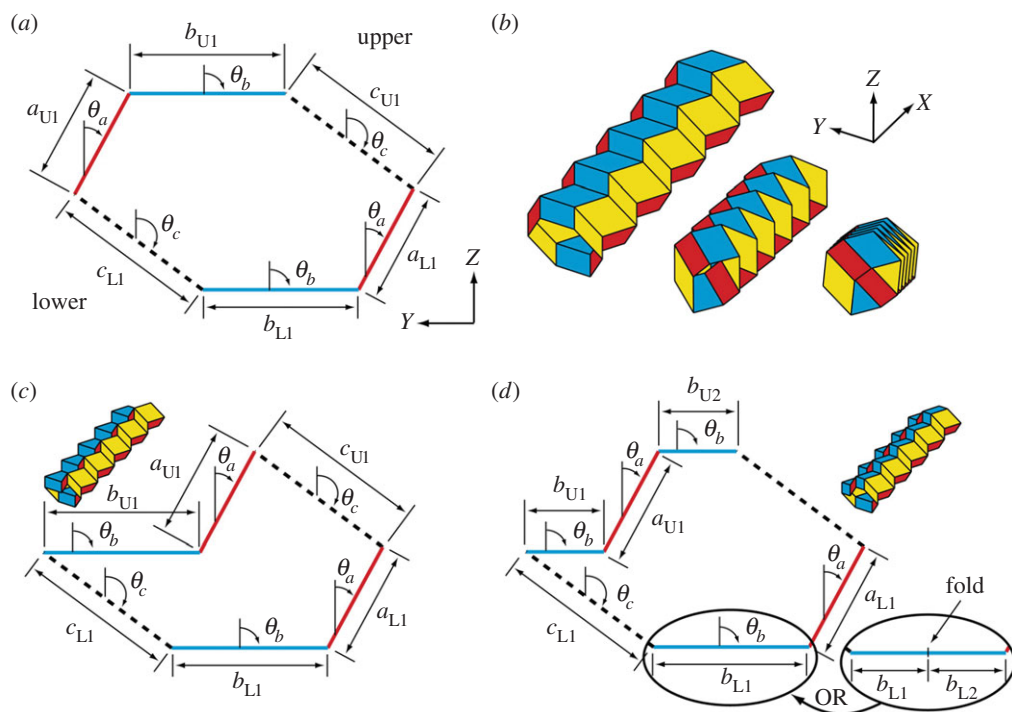 (a)
b_U1
upper
θ_b
c_U1
a_U1
θ_a
θ_c
θ_c
θ_a
c_L1
θ_b
a_L1
lower
b_L1
Z
Y
(b)
Z
X
Y
(c)
a_U1
θ_a
c_U1
b_U1
θ_b
θ_c
θ_c
θ_a
c_L1
θ_b
a_L1
b_L1
(d)
b_U2
θ_b
θ_a
b_U1
a_U1
θ_b
θ_c
θ_a
c_L1
θ_b
a_L1
fold
b_L1
OR
b_L1
b_L2